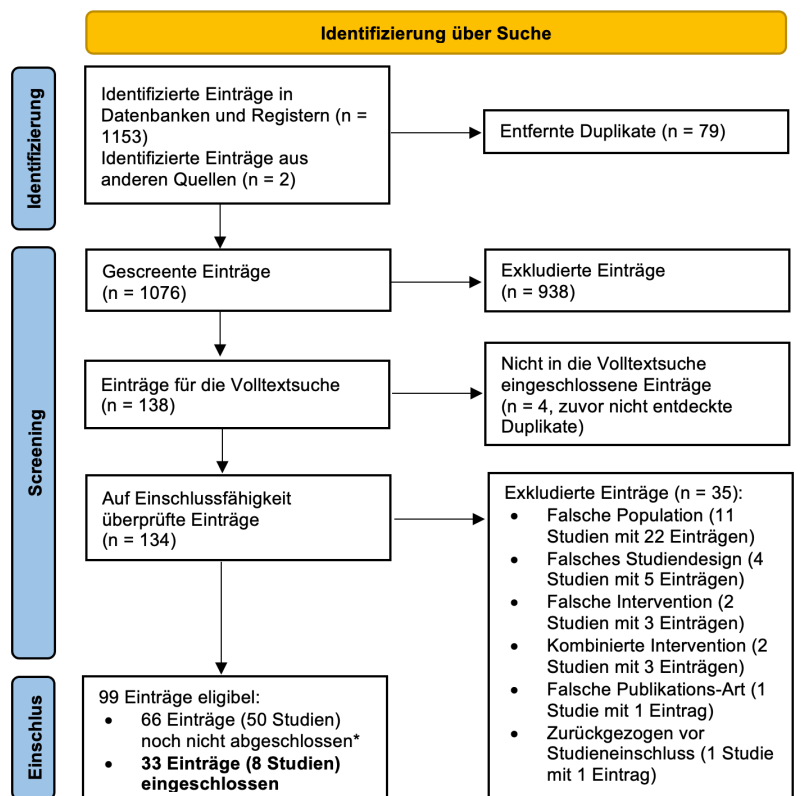 Identifizierung über Suche
Identifizierung
Identifizierte Einträge in
Datenbanken und Registern (n =
1153)
Identifizierte Einträge aus
anderen Quellen (n = 2)
Entfernte Duplikate (n = 79)
Screening
Gescreente Einträge
(n = 1076)
Exkludierte Einträge
(n = 938)
Einträge für die Volltextsuche
(n = 138)
Nicht in die Volltextsuche
eingeschlossene Einträge
(n = 4, zuvor nicht entdeckte
Duplikate)
Auf Einschlussfähigkeit
überprüfte Einträge
(n = 134)
Exkludierte Einträge (n = 35):
• Falsche Population (11
Studien mit 22 Einträgen)
• Falsches Studiendesign (4
Studien mit 5 Einträgen)
• Falsche Intervention (2
Studien mit 3 Einträgen)
• Kombinierte Intervention (2
Studien mit 3 Einträgen)
• Falsche Publikations-Art (1
Studie mit 1 Eintrag)
• Zurückgezogen vor
Studieneinschluss (1 Studie
mit 1 Eintrag)
Einschlus
99 Einträge eligibel:
• 66 Einträge (50 Studien)
noch nicht abgeschlossen*
• 33 Einträge (8 Studien)
eingeschlossen